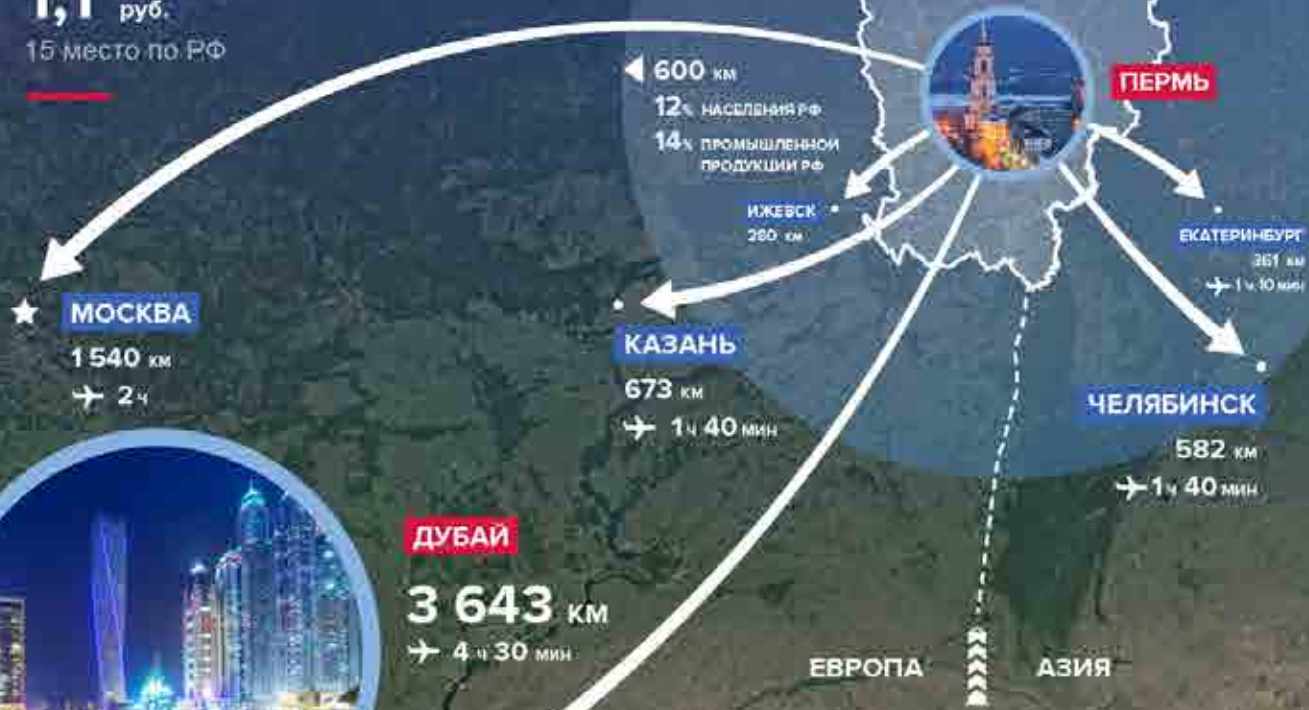 руб.
15 место по РФ
600 км
12% НАСЕЛЕНИЯ РФ
14% ПРОМЫШЛЕННОЙ
ПРОДУКЦИИ РФ
ПЕРМЬ
ИЖЕВСК
280 км
ЕКАТЕРИНБУРГ
361 км
1 ч 10 мин
МОСКВА
1 540 км
2 ч
КАЗАНЬ
673 км
1 ч 40 мин
ЧЕЛЯБИНСК
582 км
1 ч 40 мин
ДУБАЙ
3 643 км
4 ч 30 мин
ЕВРОПА
АЗИЯ